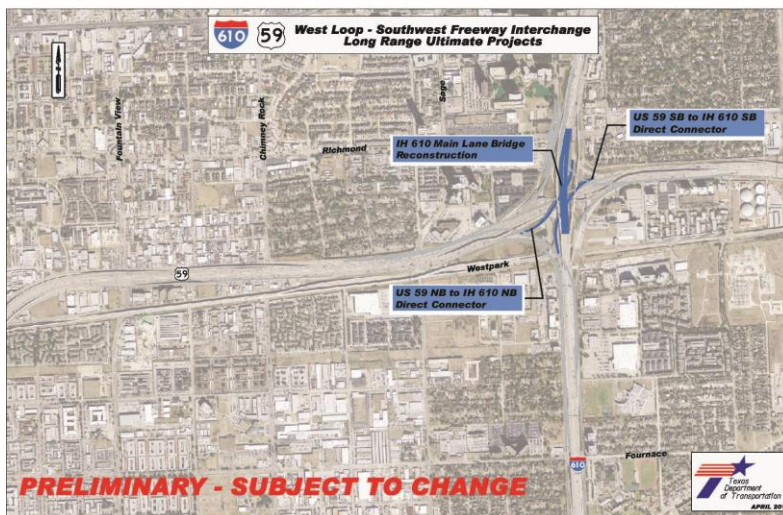 610
59
West Loop - Southwest Freeway Interchange
Long Range Ultimate Projects
Fountain View
Chimney Rock
Sage
Richmond
IH 610 Main Lane Bridge
Reconstruction
US 59 SB to IH 610 SB
Direct Connector
59
Westpark
US 59 NB to IH 610 NB
Direct Connector
610
Fournace
PRELIMINARY - SUBJECT TO CHANGE
Texas
Department
of Transportation
APRIL